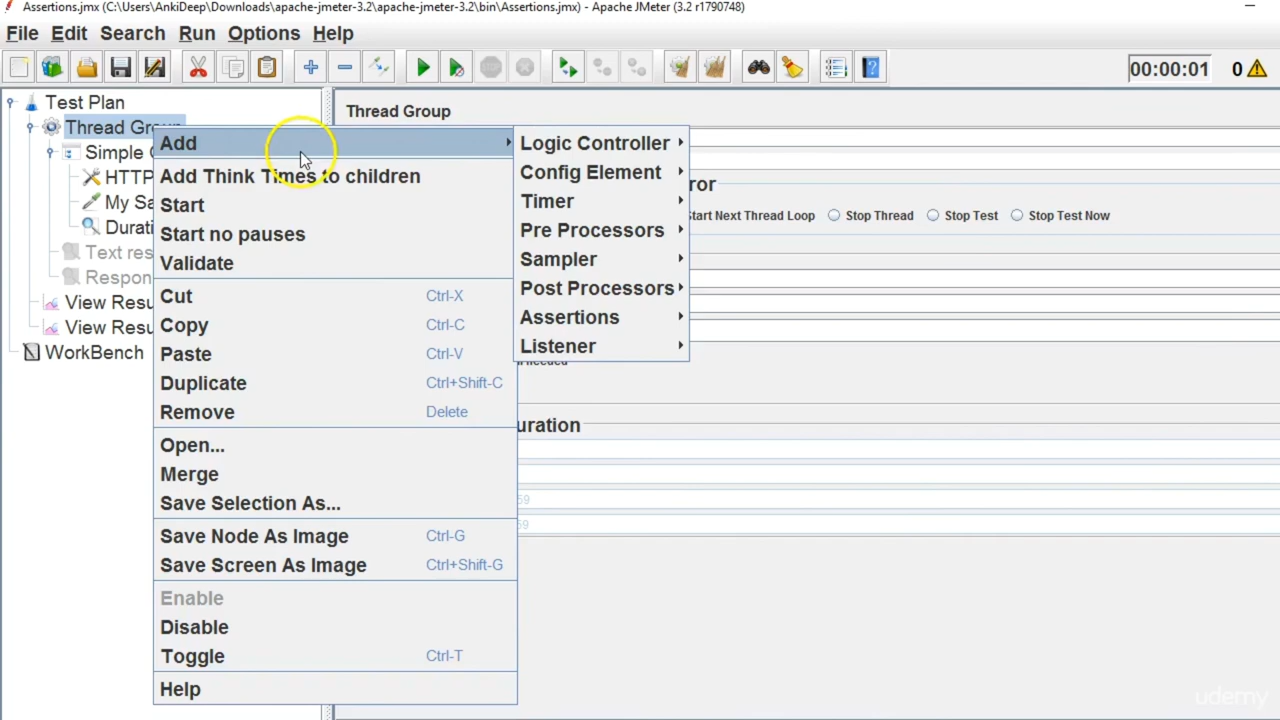 Assertions.jmx (C:\Users\AnkiDeep\Downloads\apache-jmeter-3.2\apache-jmeter-3.2\bin\Assertions.jmx) - Apache JMeter (3.2 r1790748)
File Edit Search Run Options Help
00:00:01 0
Test Plan
Thread Group
Thread Gr
Simple
HTTP
My Sa
Durati
Text res
Respon
View Resu
View Resu
WorkBench
Add
Add Think Times to children
Start
Start no pauses
Validate
Cut Ctrl-X
Copy Ctrl-C
Paste Ctrl-V
Duplicate Ctrl+Shift-C
Remove Delete
Open...
Merge
Save Selection As...
Save Node As Image Ctrl-G
Save Screen As Image Ctrl+Shift-G
Enable
Disable
Toggle Ctrl-T
Help
Logic Controller
Config Element
Timer
Pre Processors
Sampler
Post Processors
Assertions
Listener
ror
Start Next Thread Loop Stop Thread Stop Test Stop Test Now
needed
uration
59
59
udemy